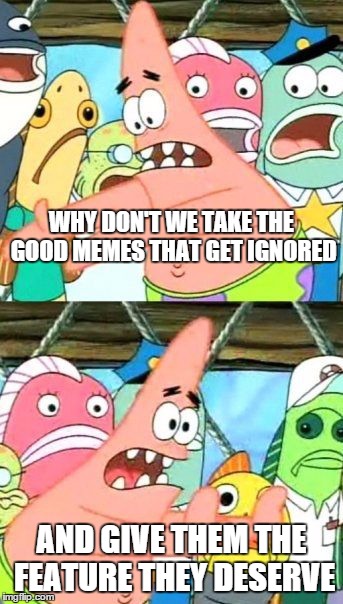 WHY DON'T WE TAKE THE
GOOD MEMES THAT GET IGNORED
AND GIVE THEM THE
FEATURE THEY DESERVE
imgflip.com